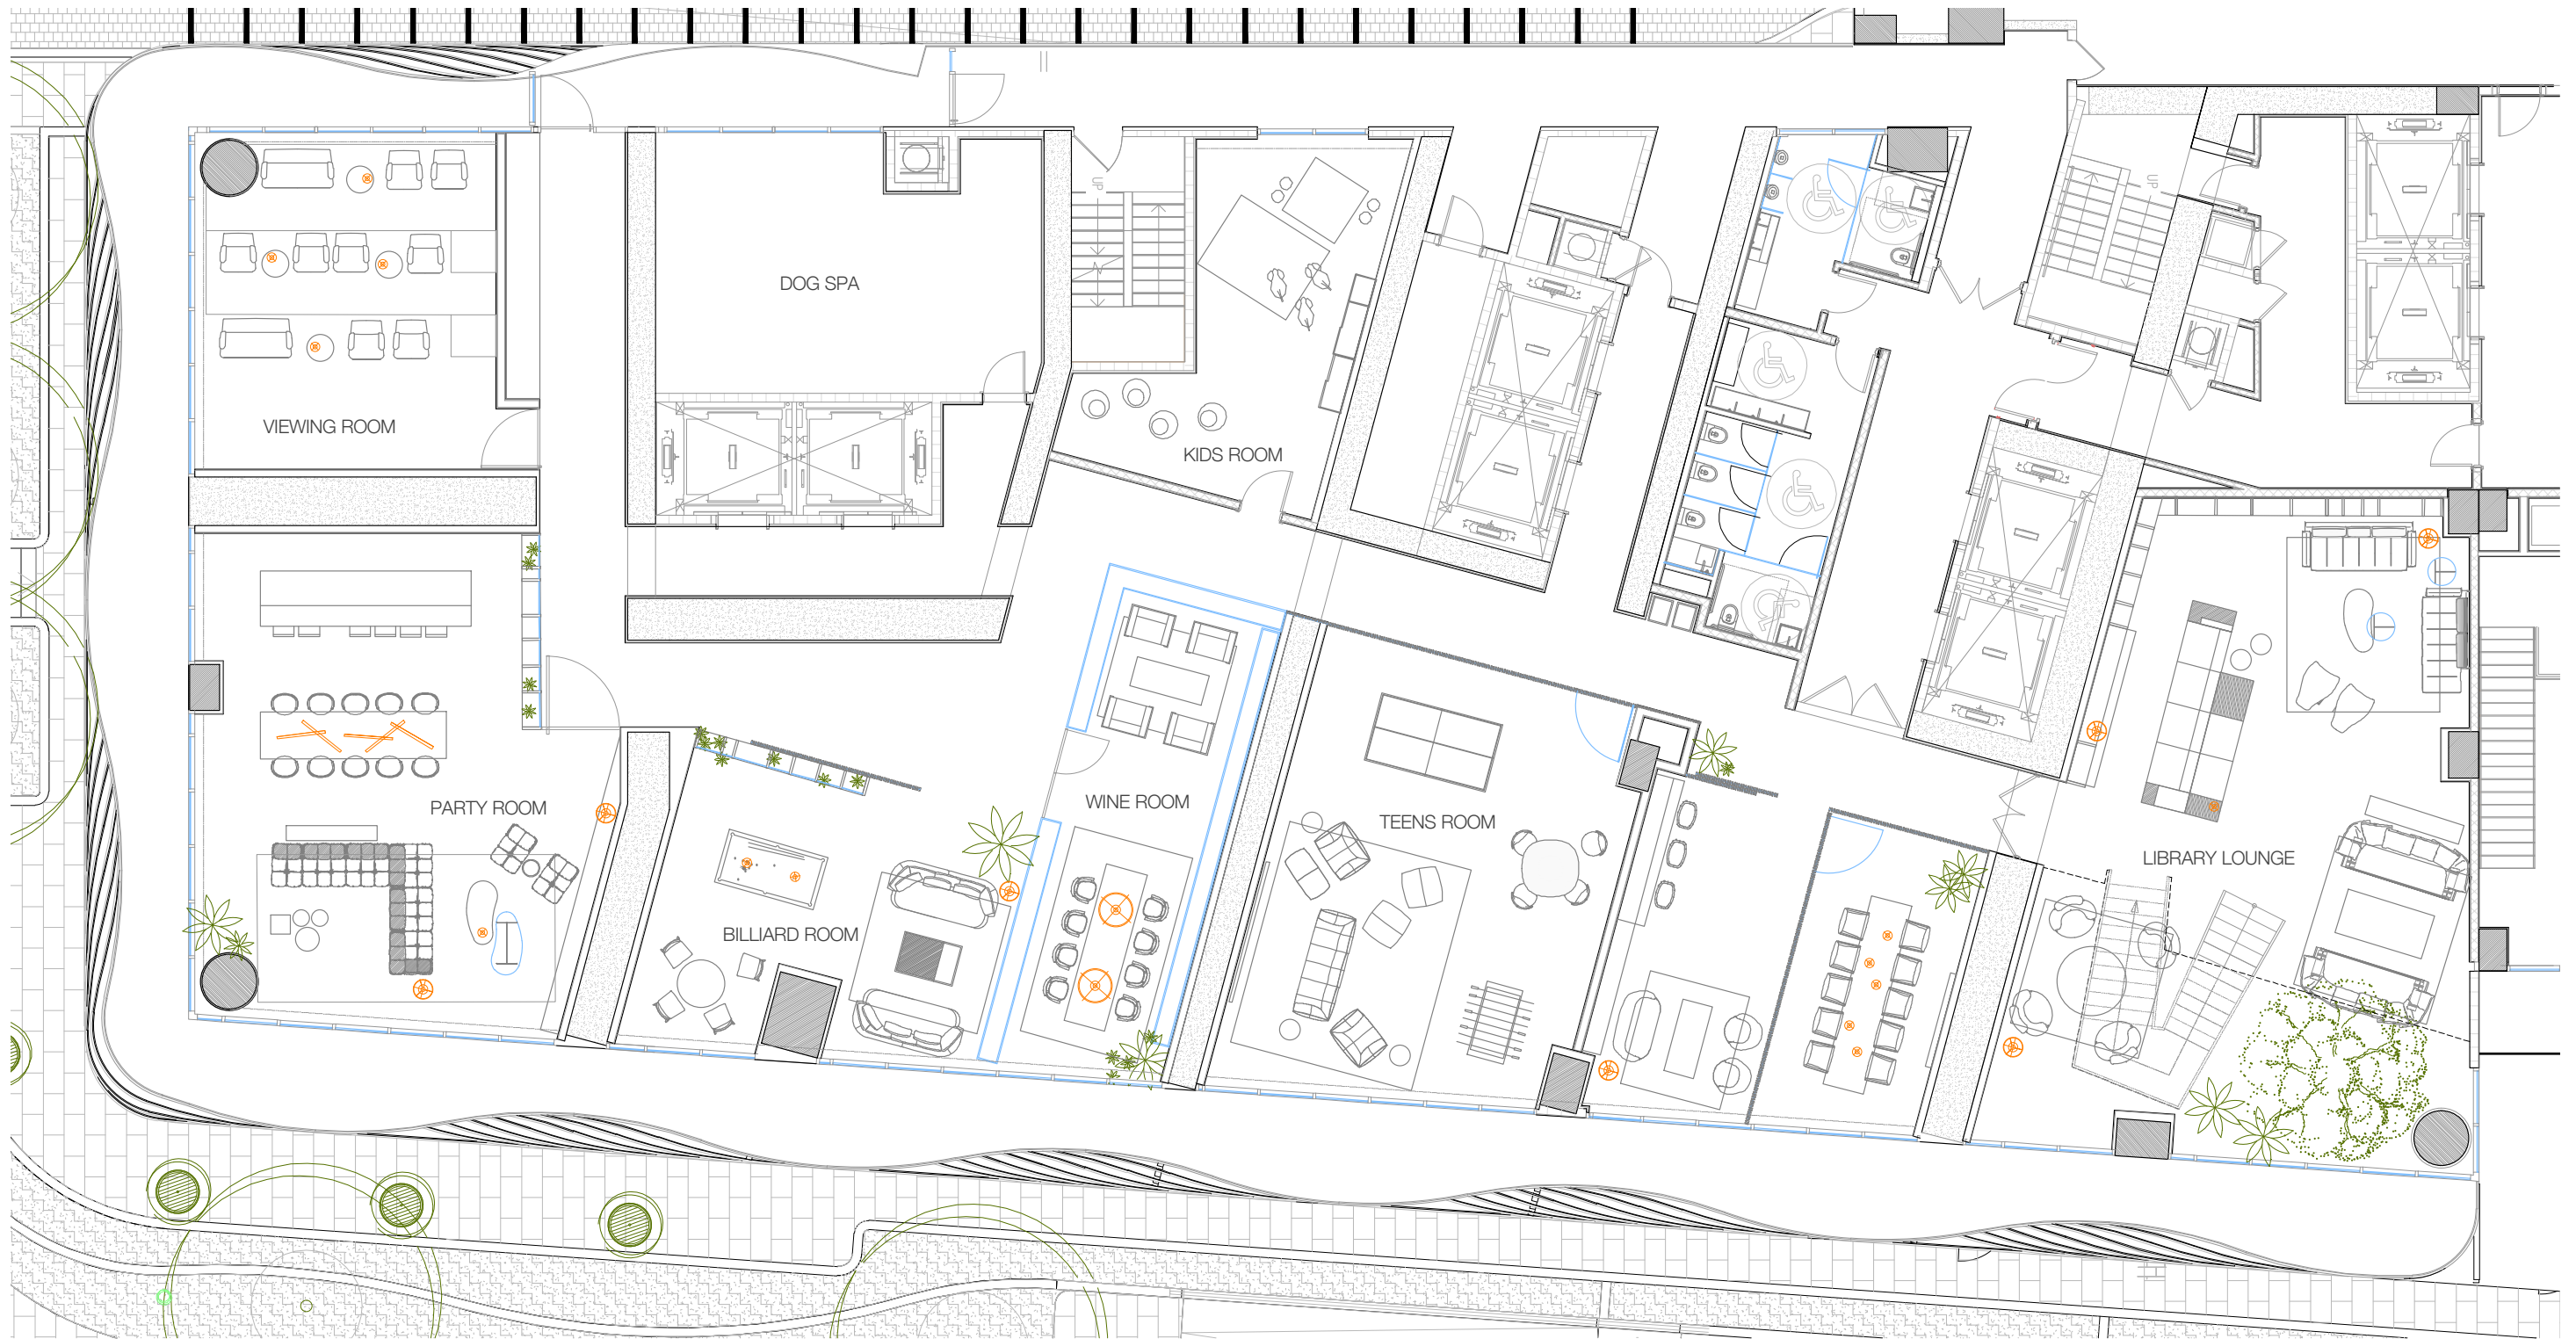 UP
UP
DOG SPA
VIEWING ROOM
KIDS ROOM
WINE ROOM
PARTY ROOM
TEENS ROOM
LIBRARY LOUNGE
BILLIARD ROOM